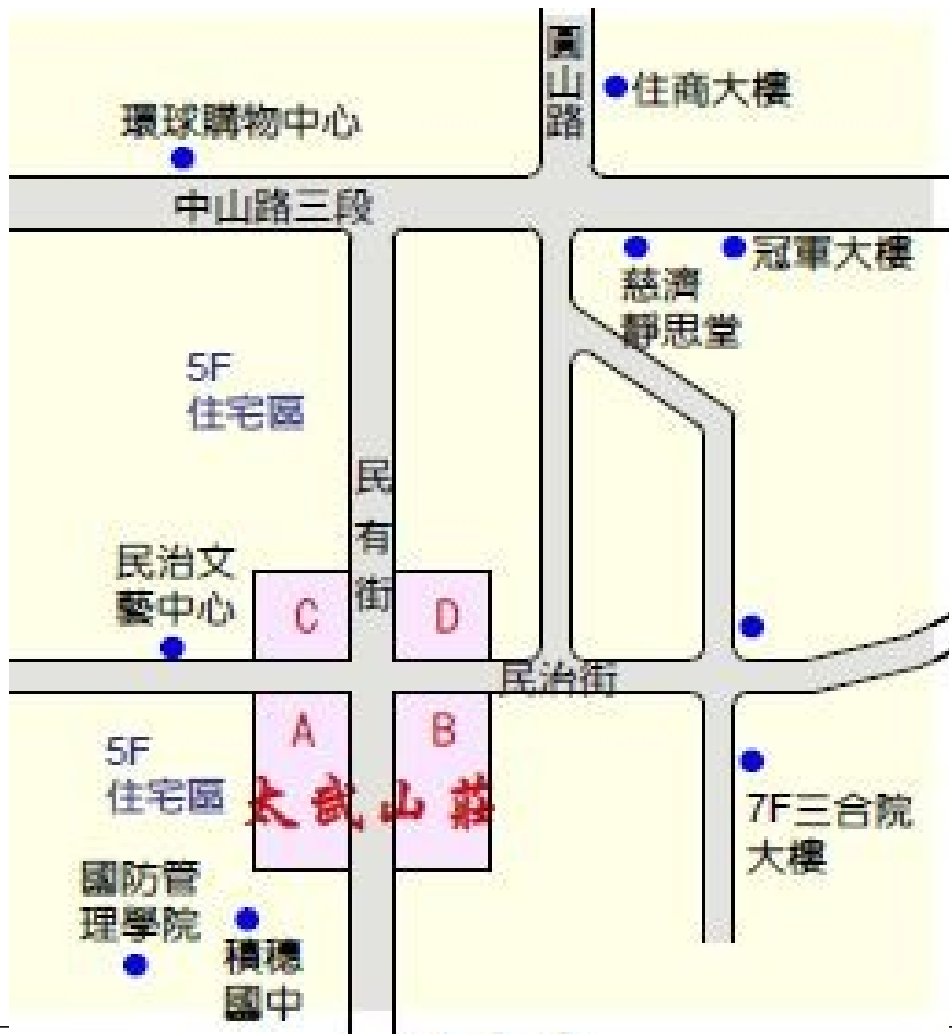 圓山路
住商大樓
環球購物中心
中山路三段
冠軍大樓
慈濟
靜思堂
5F
住宅區
民有街
民治文
藝中心
C
D
民治街
A
B
5F
住宅區
太武山莊
7F三合院
大樓
國防管
理學院
積穗
國中